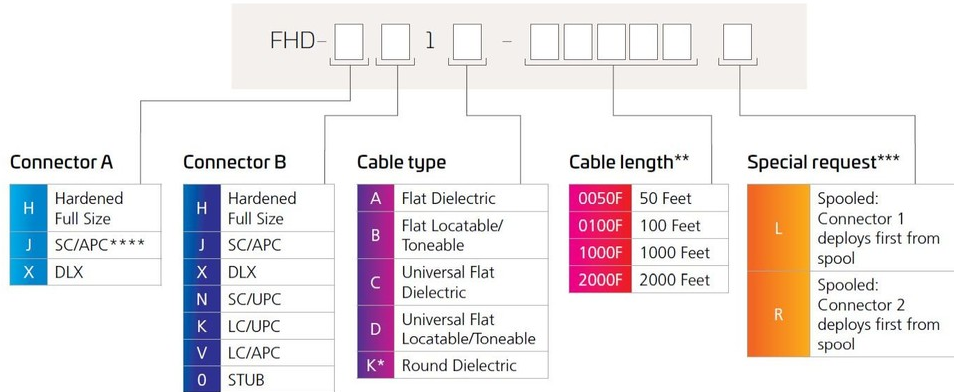 FHD- 1 -
Connector A
H Hardened
Full Size
J SC/APC****
X DLX
Connector B
H Hardened
Full Size
J SC/APC
X DLX
N SC/UPC
K LC/UPC
V LC/APC
0 STUB
Cable type
A Flat Dielectric
B Flat Locatable/
Toneable
C Universal Flat
Dielectric
D Universal Flat
Locatable/Toneable
K* Round Dielectric
Cable length**
0050F 50 Feet
0100F 100 Feet
1000F 1000 Feet
2000F 2000 Feet
Special request***
L Spooled:
Connector 1
deploys first from
spool
R Spooled:
Connector 2
deploys first from
spool